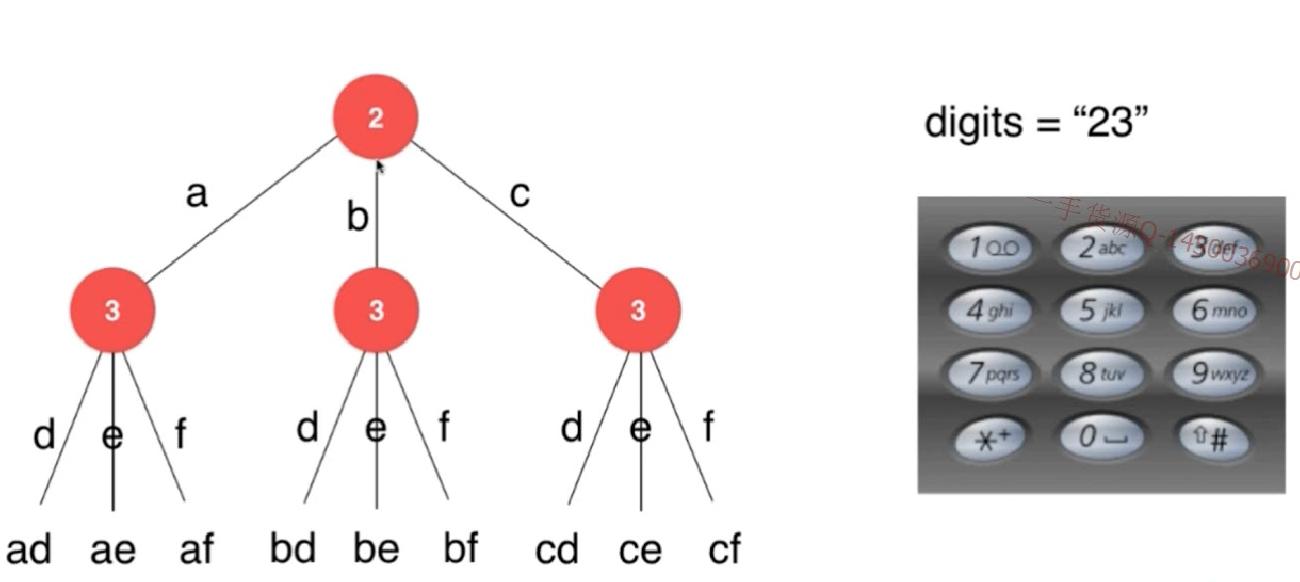 2
digits = “23”
a
b
c
3 3 3
d e f d e f d e f
ad ae af bd be bf cd ce cf
1 2 abc 3 def
4 ghi 5 jkl 6 mno
7 pqrs 8 tuv 9 wxyz
*+ 0 ⇧#
二手货源Q-1430036900